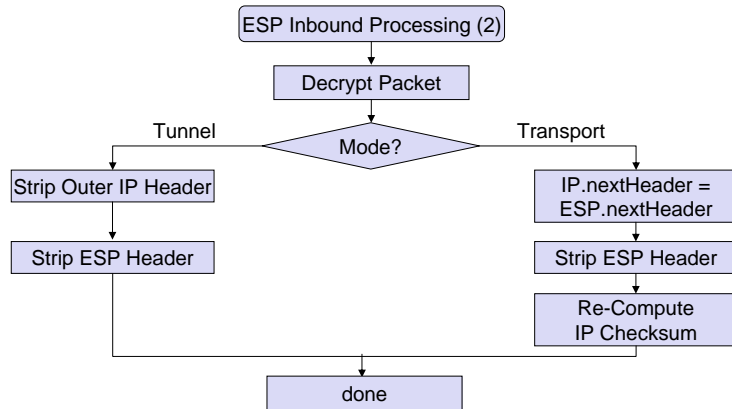 ESP Inbound Processing (2)
Decrypt Packet
Mode?
Tunnel
Transport
Strip Outer IP Header
Strip ESP Header
IP.nextHeader =
ESP.nextHeader
Strip ESP Header
Re-Compute
IP Checksum
done